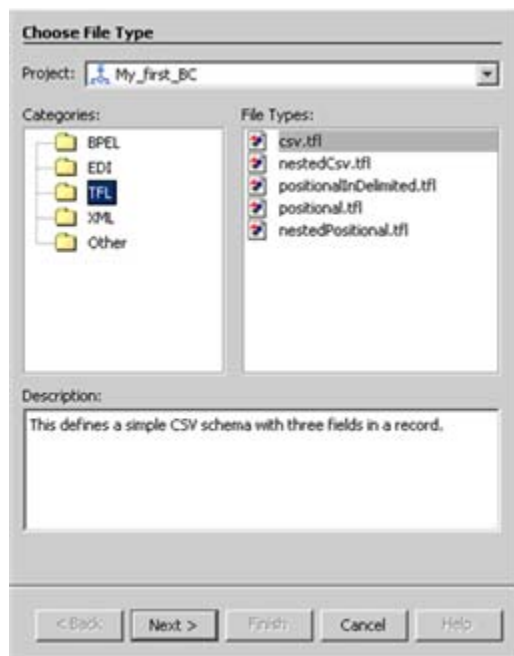 Choose File Type
Project: My_first_BC
Categories:
BPEL
EDI
TFL
XML
Other
File Types:
csv.tfl
nestedCsv.tfl
positionalInDelimited.tfl
positional.tfl
nestedPositional.tfl
Description:
This defines a simple CSV schema with three fields in a record.
< Back Next > Finish Cancel Help